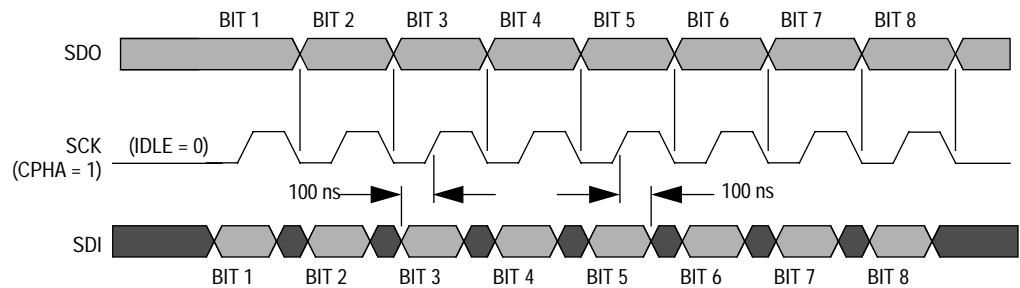 BIT 1 BIT 2 BIT 3 BIT 4 BIT 5 BIT 6 BIT 7 BIT 8
SDO
SCK (IDLE = 0)
(CPHA = 1)
100 ns 100 ns
SDI
BIT 1 BIT 2 BIT 3 BIT 4 BIT 5 BIT 6 BIT 7 BIT 8